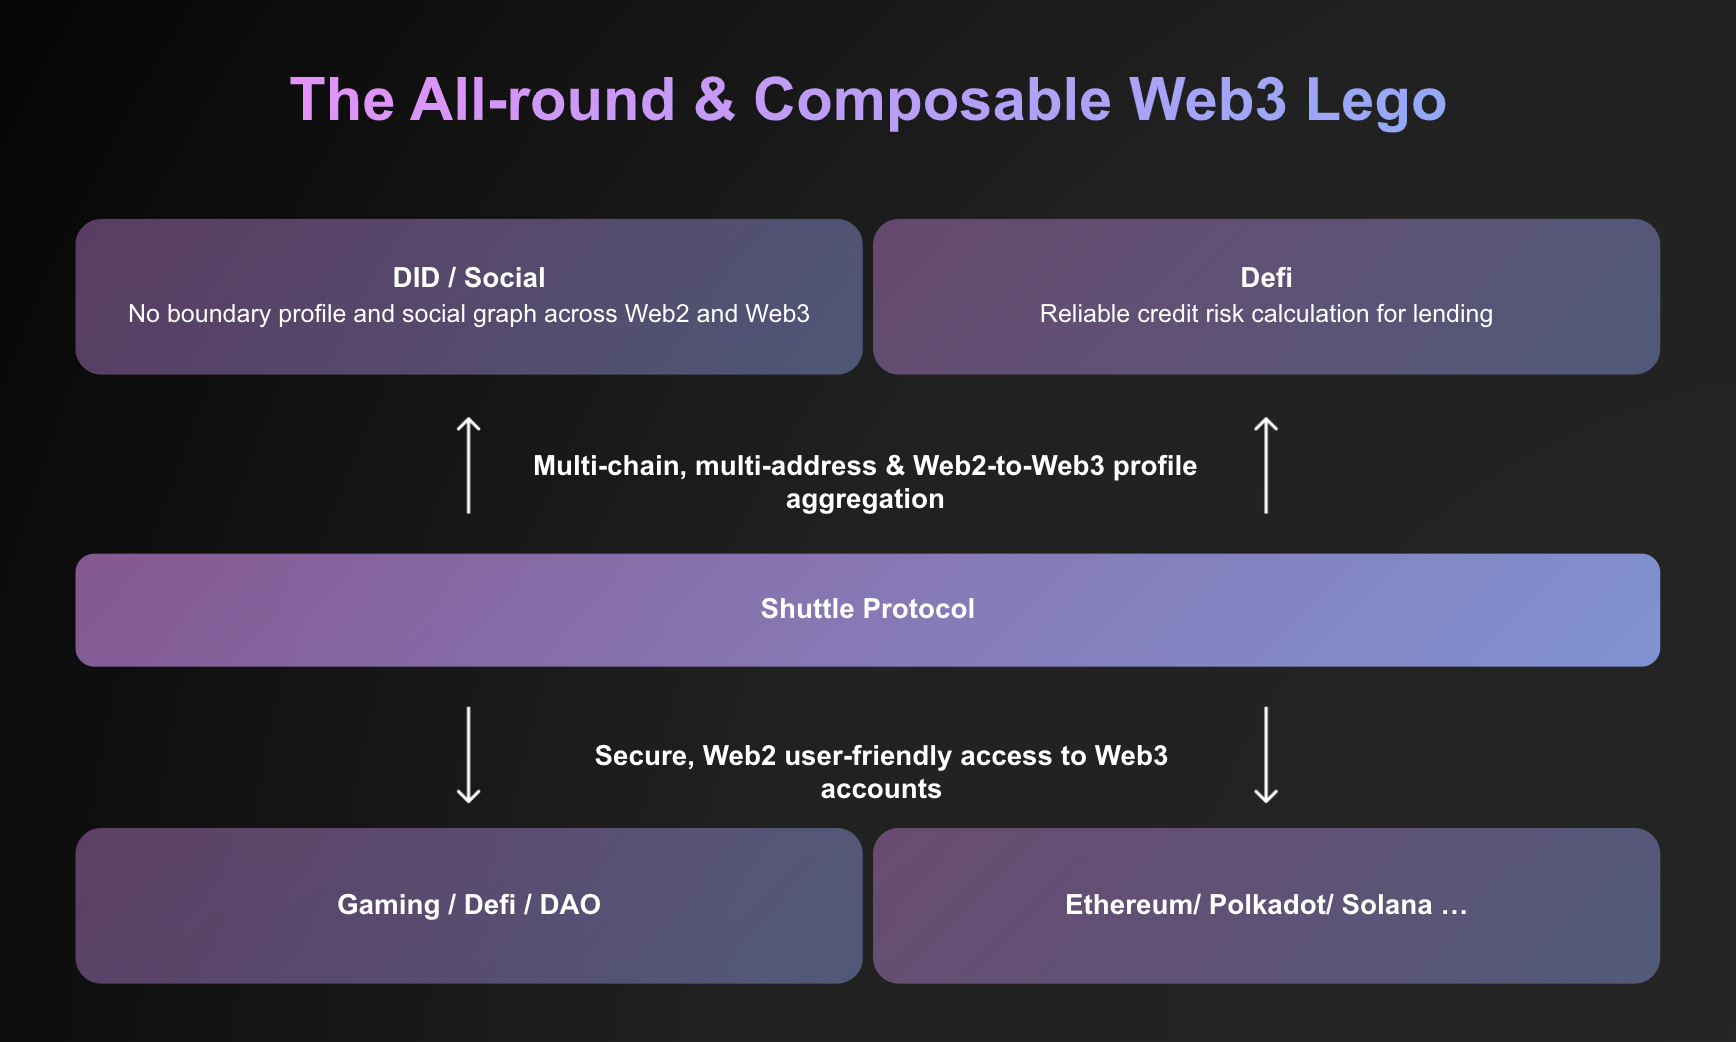 The All-round & Composable Web3 Lego
DID / Social
No boundary profile and social graph across Web2 and Web3
Defi
Reliable credit risk calculation for lending
Multi-chain, multi-address & Web2-to-Web3 profile
aggregation
Shuttle Protocol
Secure, Web2 user-friendly access to Web3
accounts
Gaming / Defi / DAO
Ethereum/ Polkadot/ Solana …